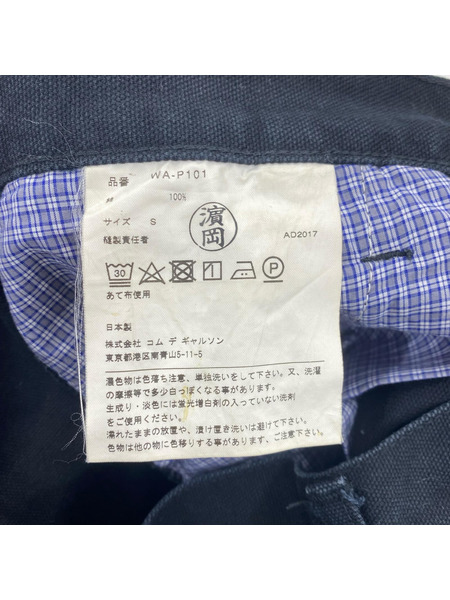 品番 WA-P101
綿 100%
サイズ S
濱岡
縫製責任者 AD2017
30 P
あて布使用
日本製
株式会社 コム デ ギャルソン
東京都港区南青山5-11-5
濃色物は色落ち注意、単独洗いをして下さい。又、洗濯
の摩擦等で多少白っぽくなる事が有ります。
生成り・淡色には蛍光増白剤の入っていない洗剤
をご使用ください。
濡れたままの放置や、漬け置き洗いは避けて下さい。
色物は他の物に色移りする事が有ります、ご注意下さい。